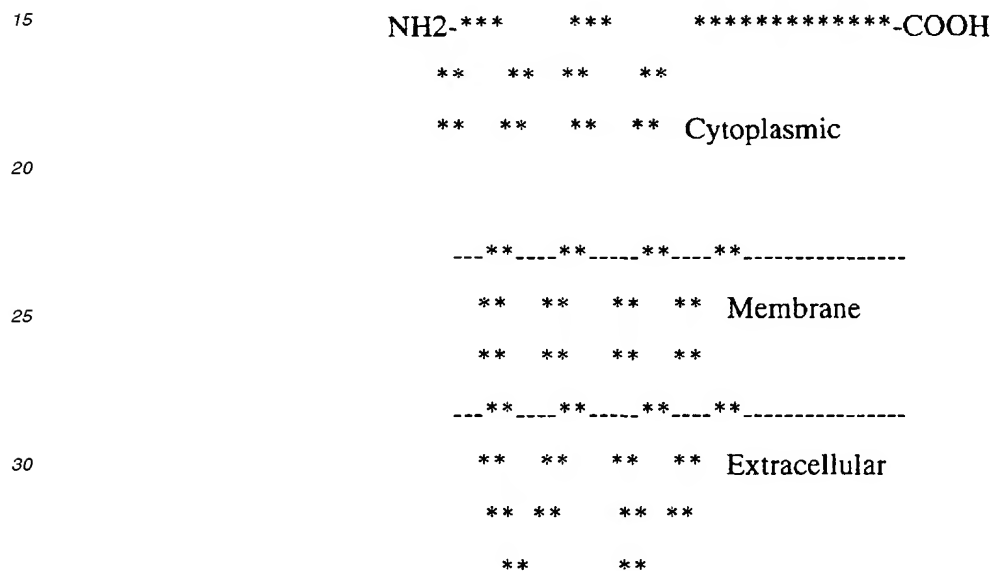 15 NH2-*** *** *************-COOH
** ** ** **
** ** ** ** Cytoplasmic
20
---**----**-----**----**----------------
25 ** ** ** ** Membrane
** ** ** **
---**----**-----**----**----------------
30 ** ** ** ** Extracellular
** ** ** **
** **